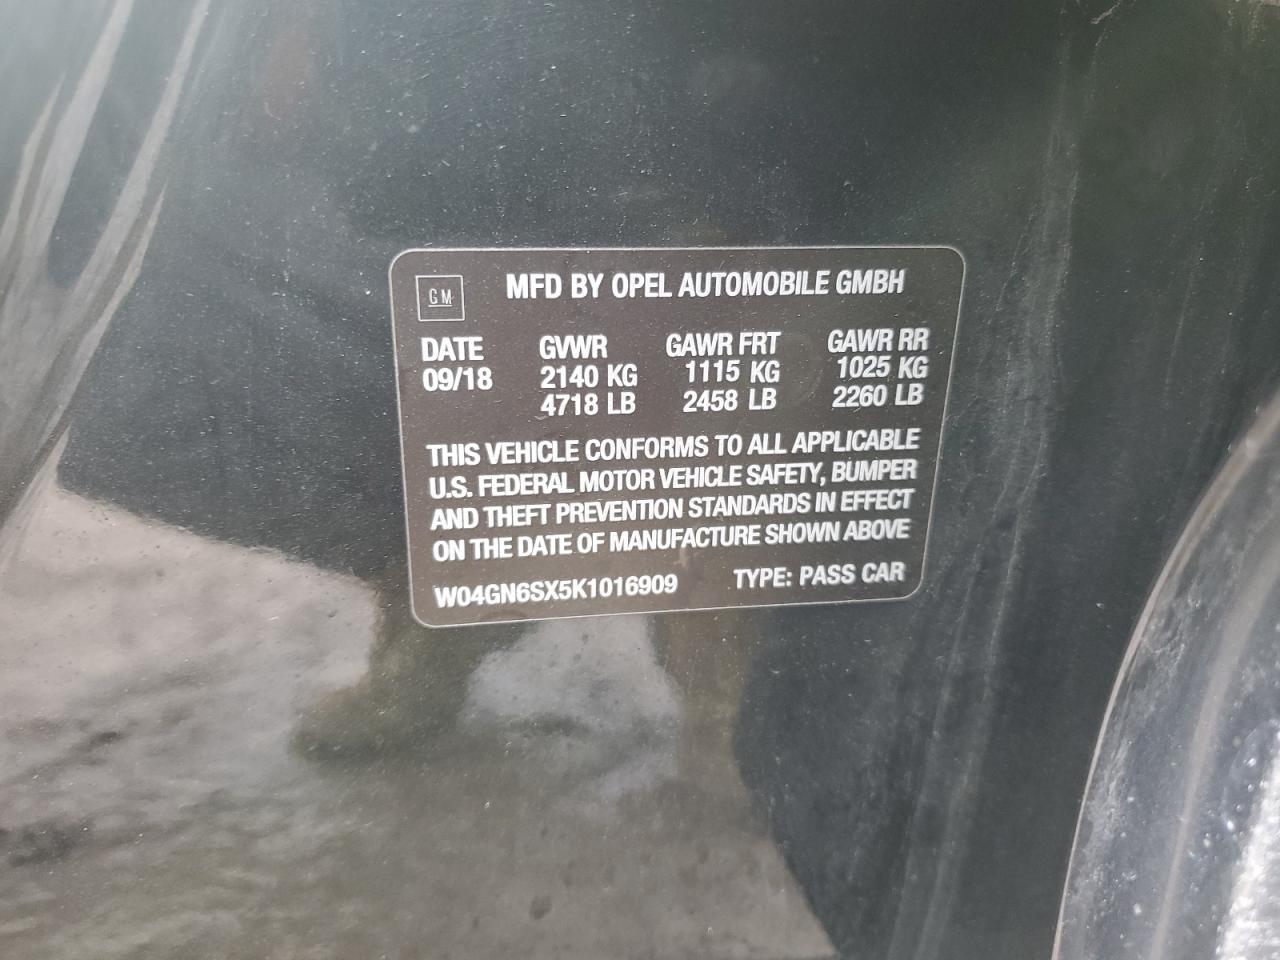 GM
MFD BY OPEL AUTOMOBILE GMBH
DATE GVWR GAWR FRT GAWR RR
09/18 2140 KG 1115 KG 1025 KG
4718 LB 2458 LB 2260 LB
THIS VEHICLE CONFORMS TO ALL APPLICABLE
U.S. FEDERAL MOTOR VEHICLE SAFETY, BUMPER
AND THEFT PREVENTION STANDARDS IN EFFECT
ON THE DATE OF MANUFACTURE SHOWN ABOVE
W04GN6SX5K1016909 TYPE: PASS CAR